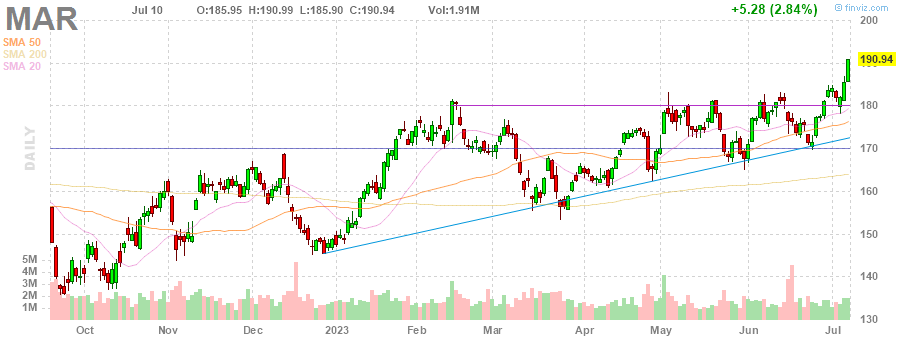 MAR Jul 10 O:185.95 H:190.99 L:185.90 C:190.94 Vol:1.91M +5.28 (2.84%) finviz.com
SMA 50
SMA 200
SMA 20
DAILY
200
190.94
180
170
160
150
140
130
5M
4M
3M
2M
1M
Oct Nov Dec 2023 Feb Mar Apr May Jun Jul